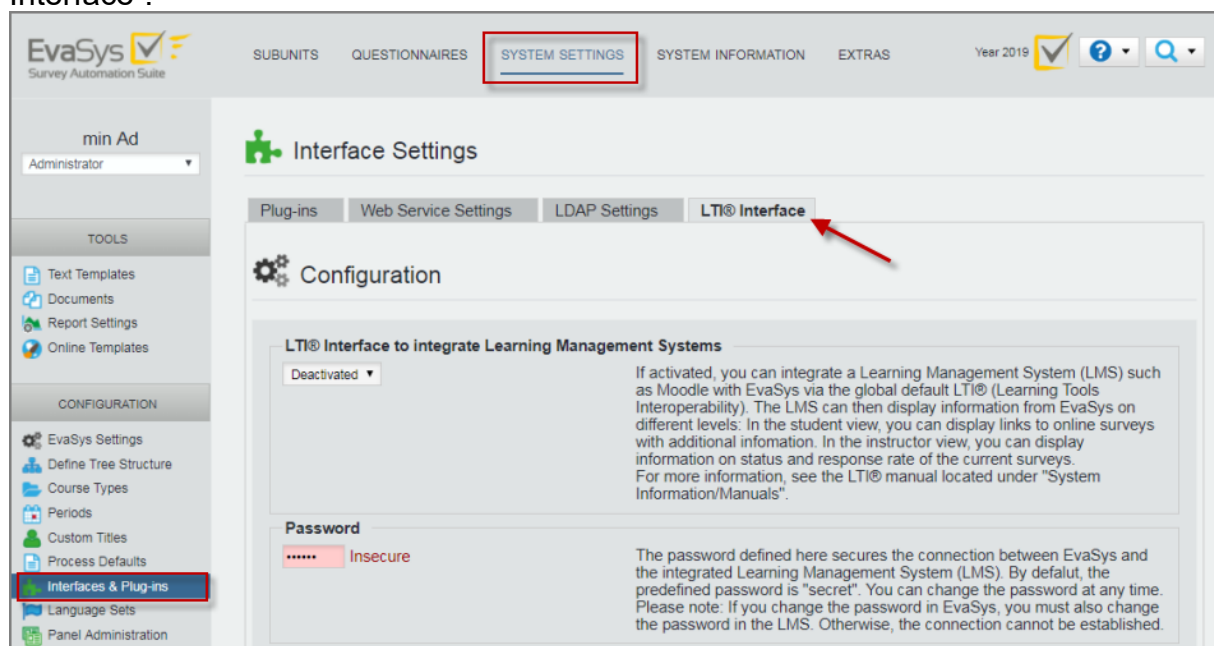 interface".
EvaSys
Survey Automation Suite
SUBUNITS QUESTIONNAIRES SYSTEM SETTINGS SYSTEM INFORMATION EXTRAS Year 2019
min Ad
Administrator
Interface Settings
Plug-ins Web Service Settings LDAP Settings LTI® Interface
TOOLS
Text Templates
Documents
Report Settings
Online Templates
Configuration
LTI® Interface to integrate Learning Management Systems
Deactivated
If activated, you can integrate a Learning Management System (LMS) such
as Moodle with EvaSys via the global default LTI® (Learning Tools
Interoperability). The LMS can then display information from EvaSys on
different levels: In the student view, you can display links to online surveys
with additional infomation. In the instructor view, you can display
information on status and response rate of the current surveys.
For more information, see the LTI® manual located under "System
Information/Manuals".
CONFIGURATION
EvaSys Settings
Define Tree Structure
Course Types
Periods
Custom Titles
Process Defaults
Interfaces & Plug-ins
Language Sets
Panel Administration
Password
•••••• Insecure
The password defined here secures the connection between EvaSys and
the integrated Learning Management System (LMS). By defalut, the
predefined password is "secret". You can change the password at any time.
Please note: If you change the password in EvaSys, you must also change
the password in the LMS. Otherwise, the connection cannot be established.